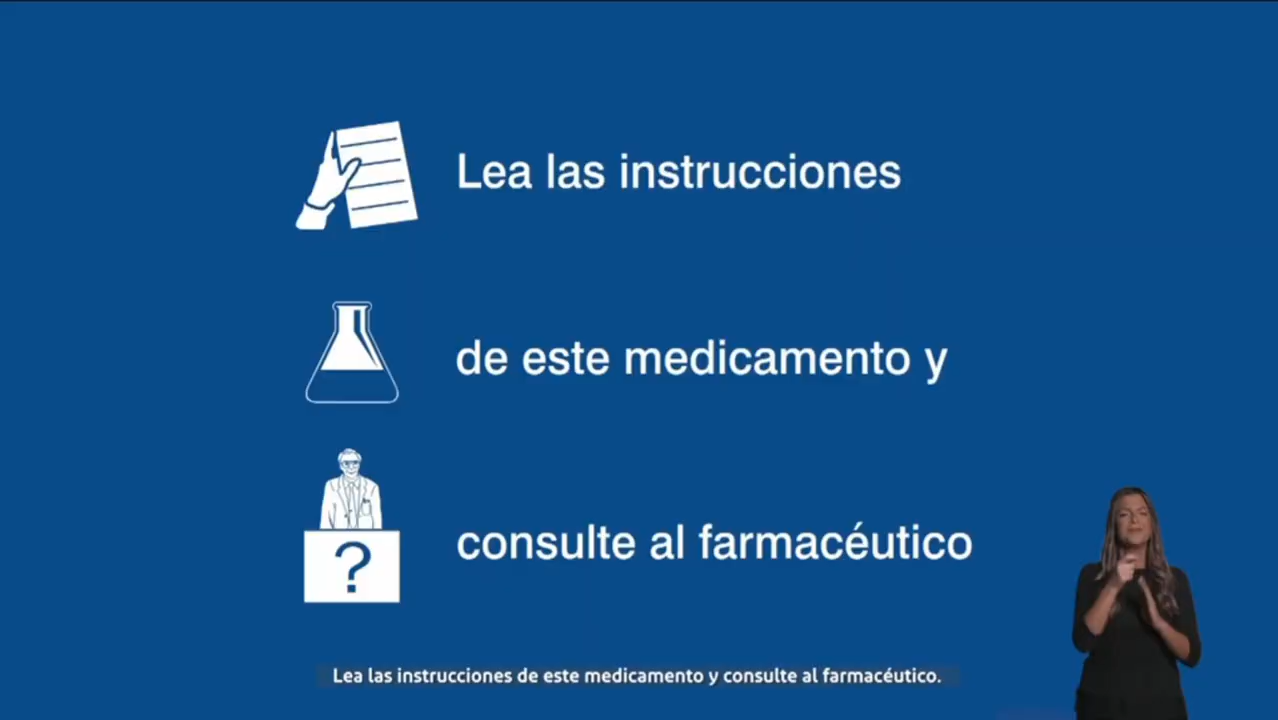 Lea las instrucciones
de este medicamento y
consulte al farmacéutico
?
Lea las instrucciones de este medicamento y consulte al farmacéutico.